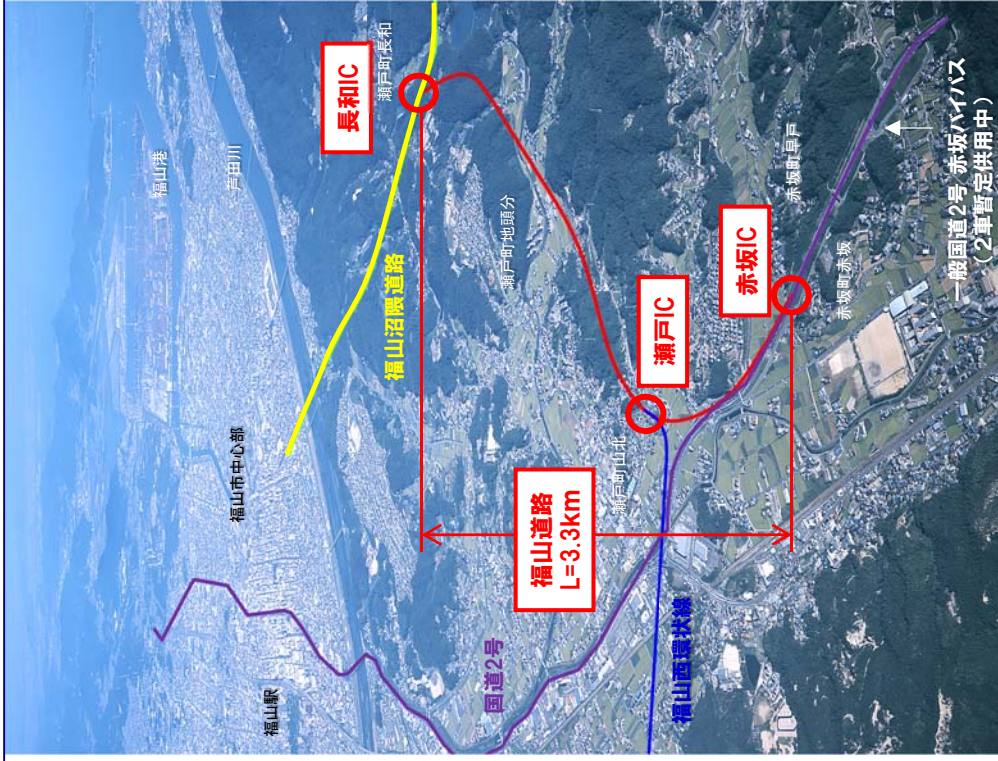 長和IC
瀬戸町長和
福山港
芦田川
福山沼隈道路
福山市中心部
瀬戸町地頭分
赤坂町早戸
赤坂IC
瀬戸IC
赤坂町赤坂
一般国道2号 赤坂バイパス
（2車暫定供用中）
瀬戸町山北
福山道路
L=3.3km
国道2号
福山駅
福山西環状線